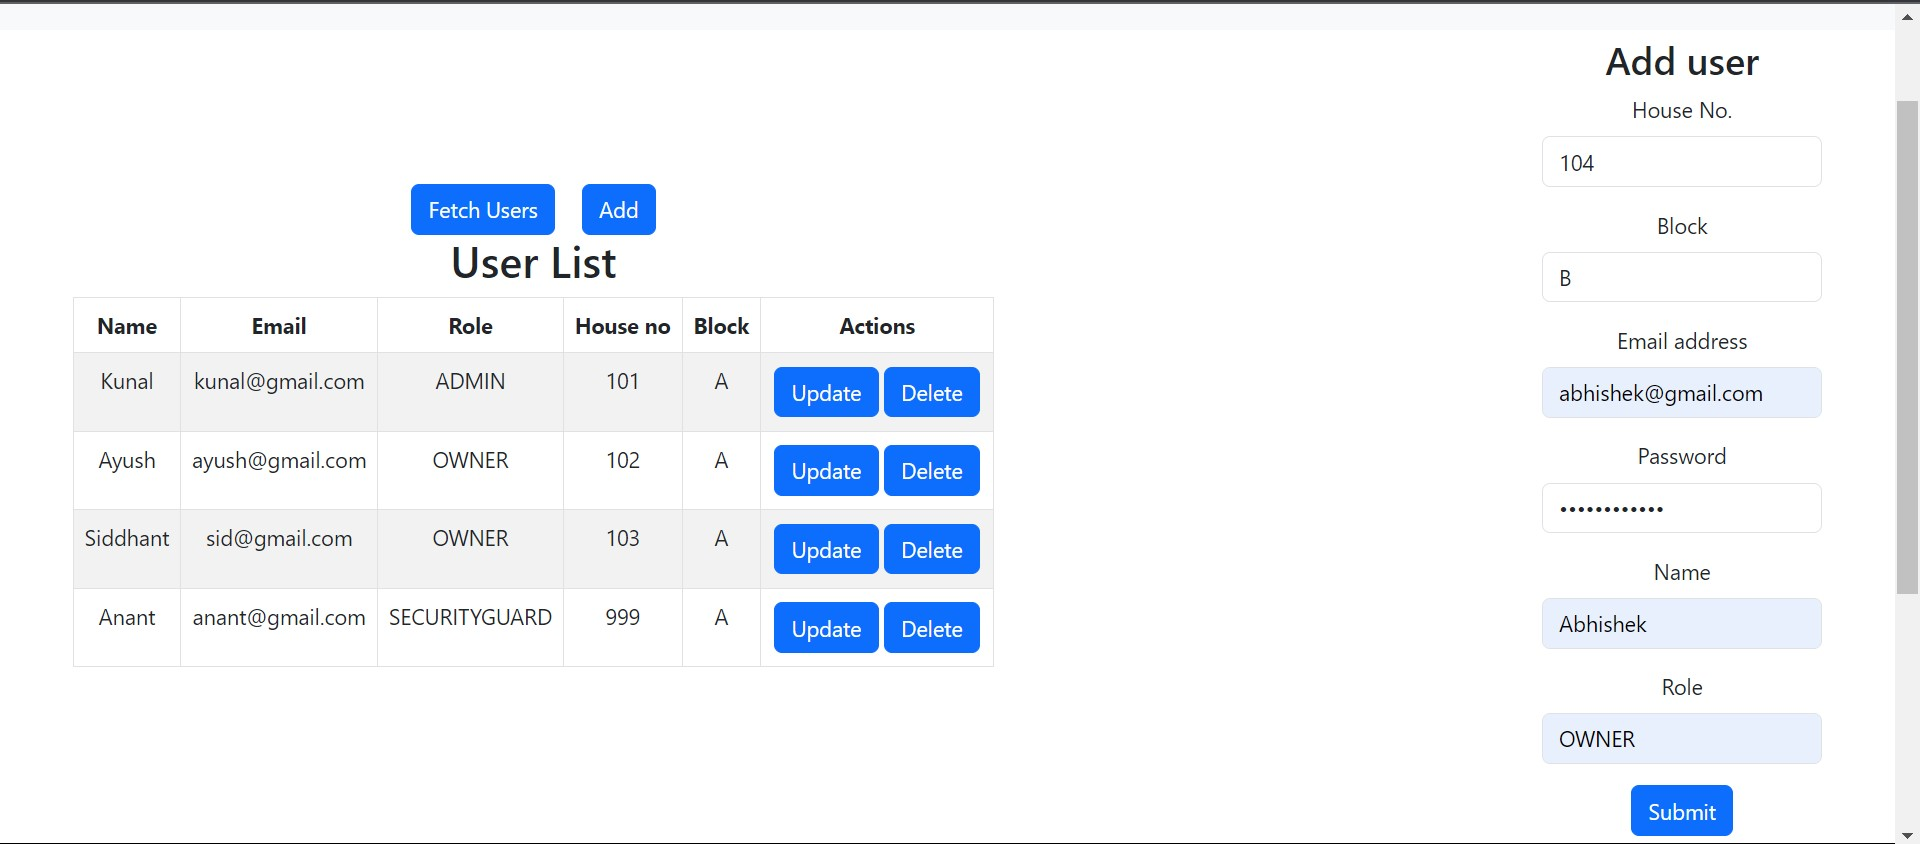 Fetch Users Add
User List
Name Email Role House no Block Actions
Kunal kunal@gmail.com ADMIN 101 A Update Delete
Ayush ayush@gmail.com OWNER 102 A Update Delete
Siddhant sid@gmail.com OWNER 103 A Update Delete
Anant anant@gmail.com SECURITYGUARD 999 A Update Delete
Add user
House No.
104
Block
B
Email address
abhishek@gmail.com
Password
••••••••••••
Name
Abhishek
Role
OWNER
Submit